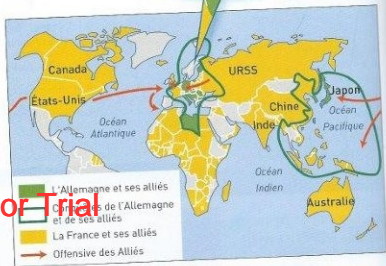 Canada
URSS
États-Unis
Japon
Chine
Océan
Pacifique
Océan
Atlantique
Inde
Océan
Indien
Australie
L'Allemagne et ses alliés
de l'Allemagne
et de ses alliés
La France et ses alliés
Offensive des Alliés
or Trial